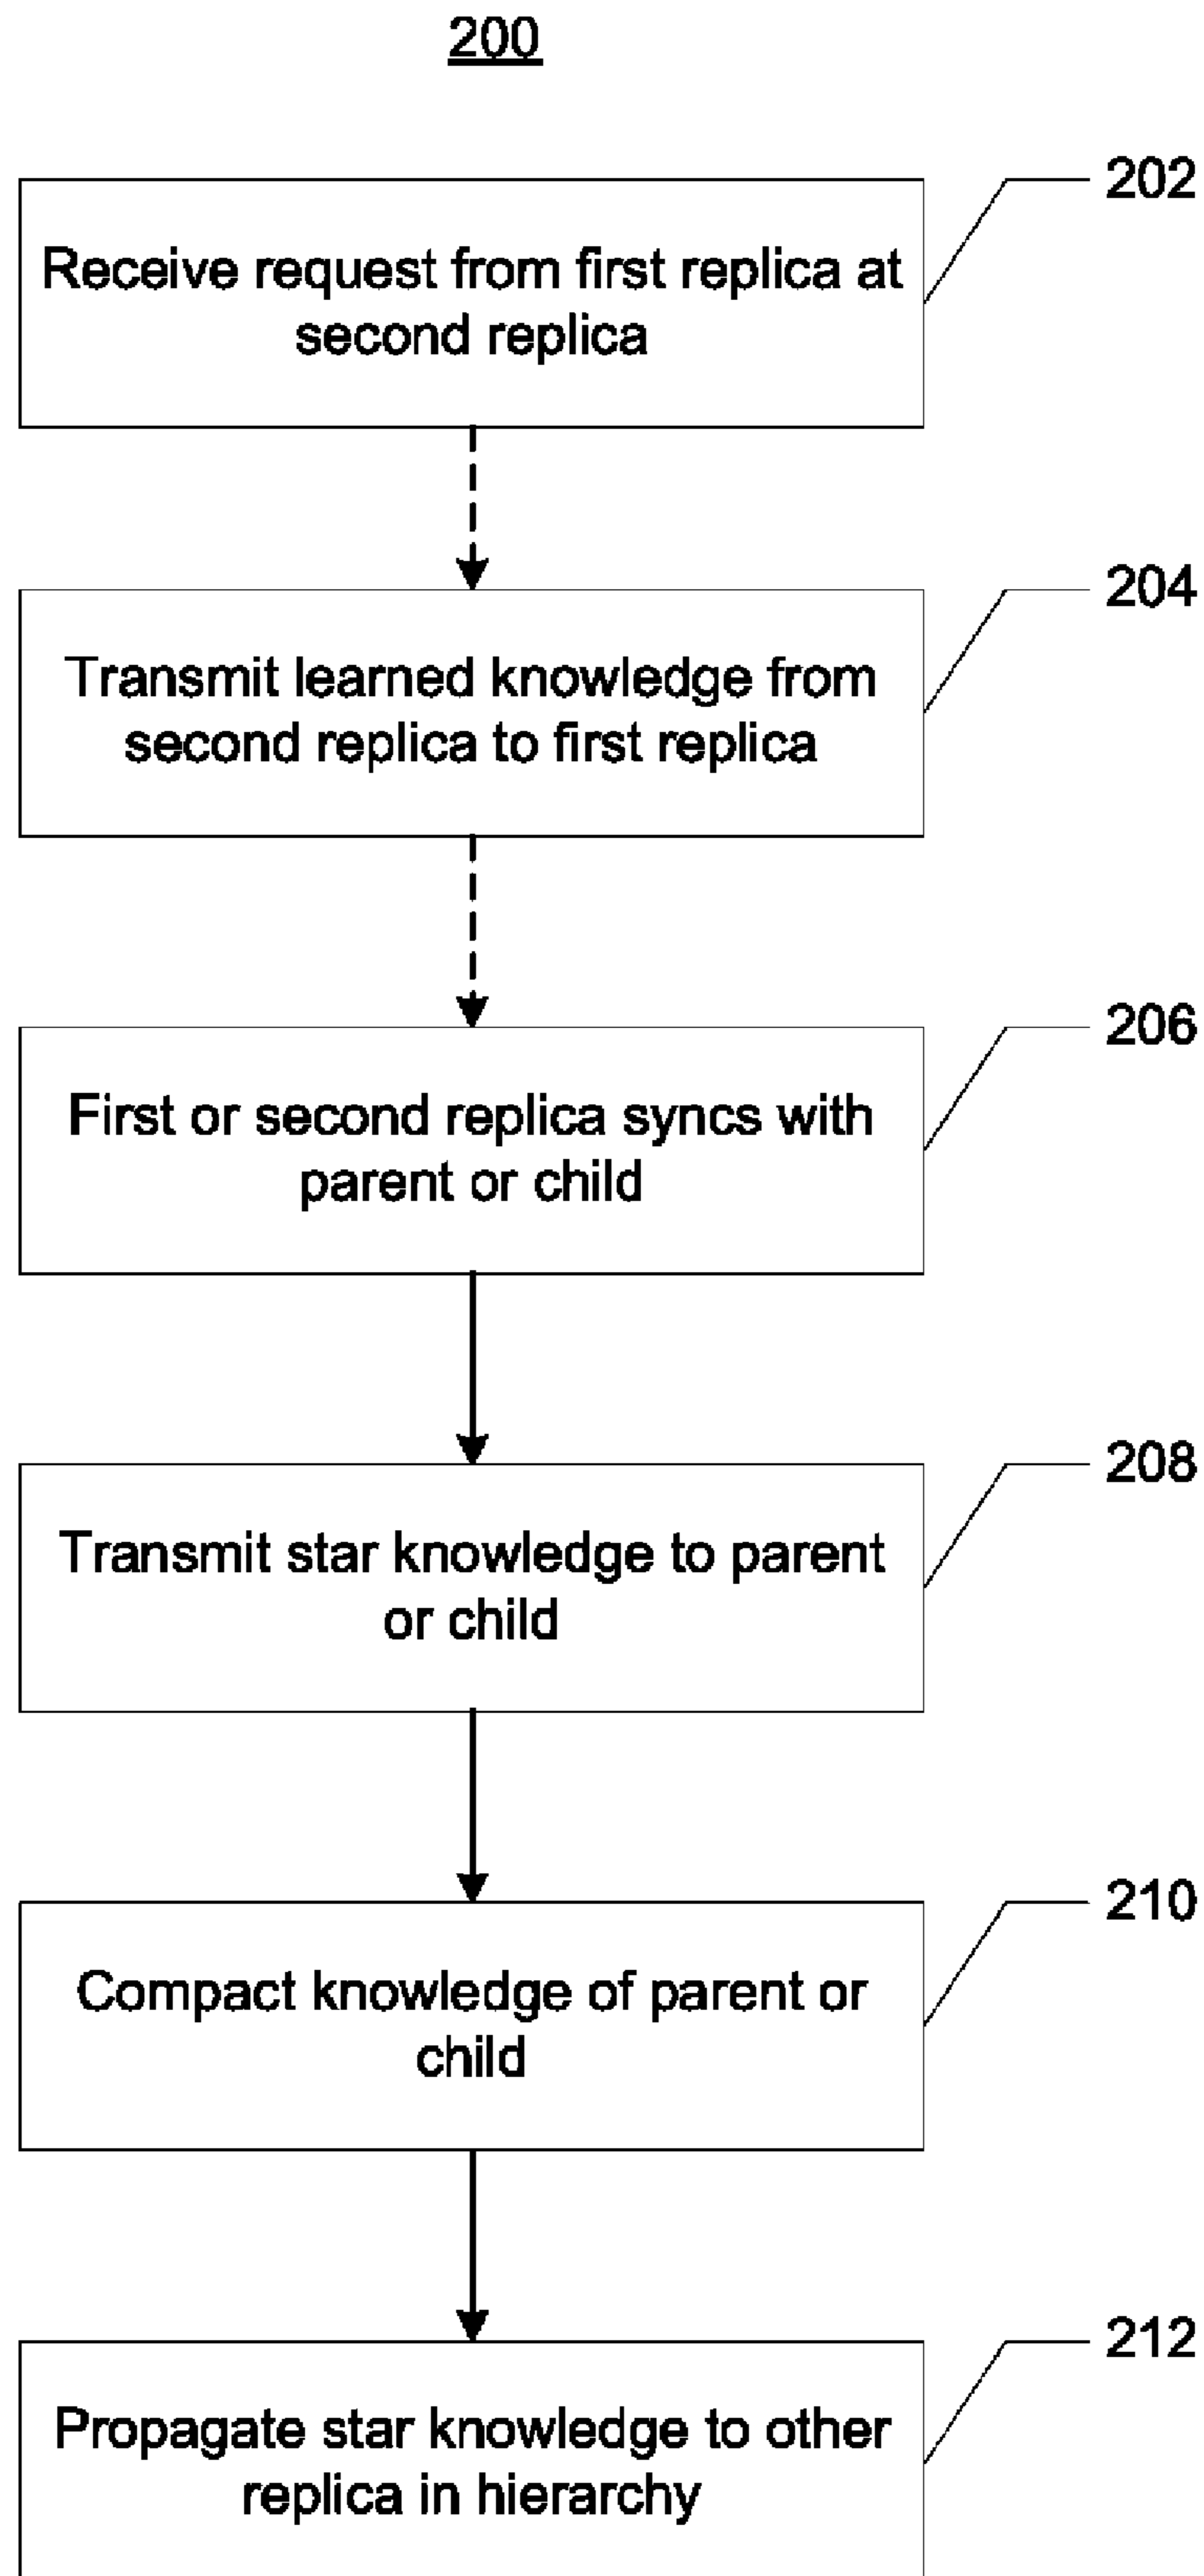 200
202
Receive request from first replica at
second replica
204
Transmit learned knowledge from
second replica to first replica
206
First or second replica syncs with
parent or child
208
Transmit star knowledge to parent
or child
210
Compact knowledge of parent or
child
212
Propagate star knowledge to other
replica in hierarchy